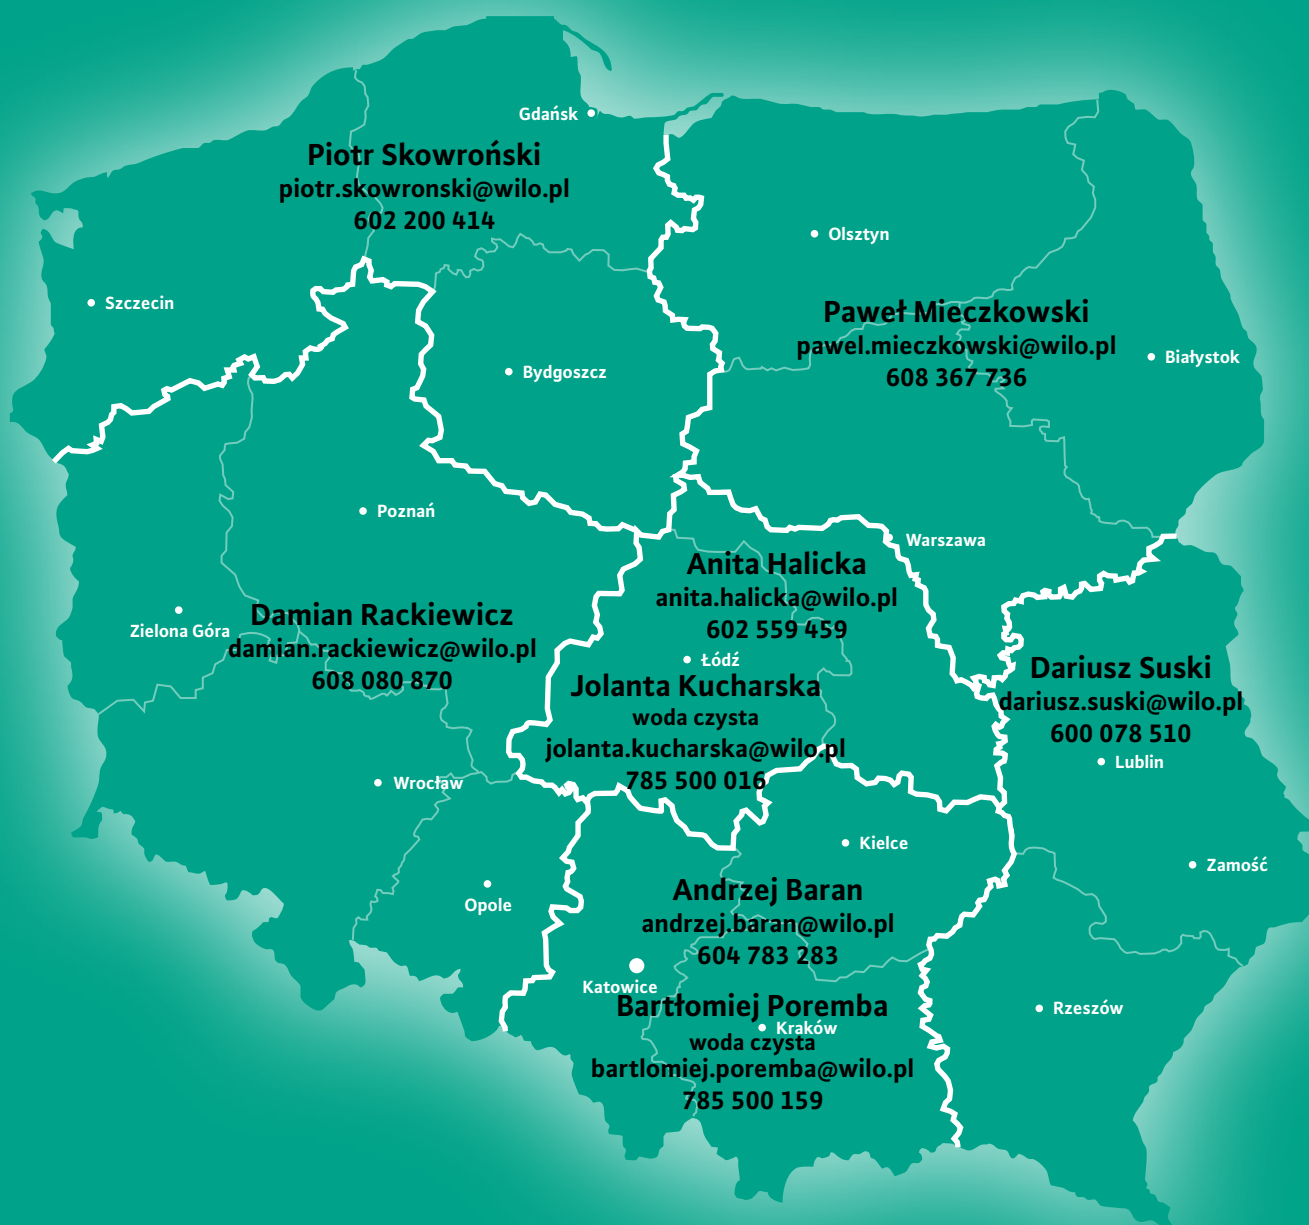 Gdańsk
Piotr Skowroński
piotr.skowronski@wilo.pl
602 200 414
Olsztyn
Szczecin
Paweł Mieczkowski
pawel.mieczkowski@wilo.pl
608 367 736
Białystok
Bydgoszcz
Poznań
Warszawa
Anita Halicka
anita.halicka@wilo.pl
602 559 459
Zielona Góra
Damian Rackiewicz
damian.rackiewicz@wilo.pl
608 080 870
Łódź
Jolanta Kucharska
woda czysta
jolanta.kucharska@wilo.pl
785 500 016
Dariusz Suski
dariusz.suski@wilo.pl
600 078 510
Lublin
Wrocław
Kielce
Zamość
Opole
Andrzej Baran
andrzej.baran@wilo.pl
604 783 283
Katowice
Bartłomiej Poremba
Kraków
woda czysta
bartlomiej.poremba@wilo.pl
785 500 159
Rzeszów